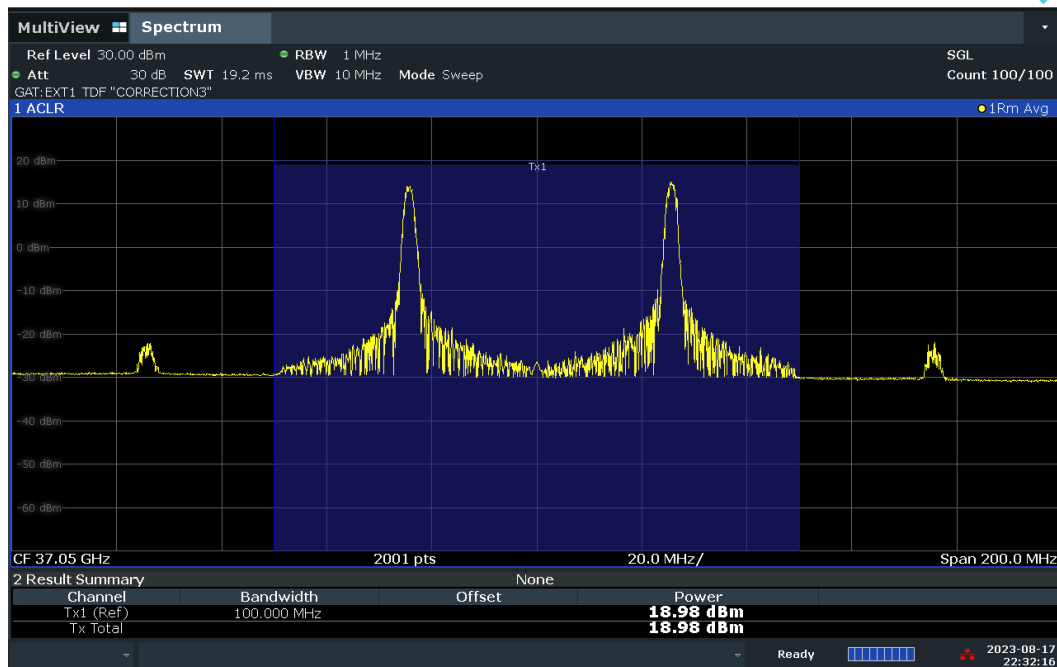 MultiView Spectrum
Ref Level 30.00 dBm RBW 1 MHz SGL
Att 30 dB SWT 19.2 ms VBW 10 MHz Mode Sweep Count 100/100
GAT:EXT1 TDF "CORRECTION3"
1 ACLR 1Rm Avg
20 dBm
Tx1
10 dBm
0 dBm
-10 dBm
-20 dBm
-30 dBm
-40 dBm
-50 dBm
-60 dBm
CF 37.05 GHz 2001 pts 20.0 MHz/ Span 200.0 MHz
2 Result Summary None
Channel Bandwidth Offset Power
Tx1 (Ref) 100.000 MHz 18.98 dBm
Tx Total 18.98 dBm
Ready 2023-08-17
22:32:16